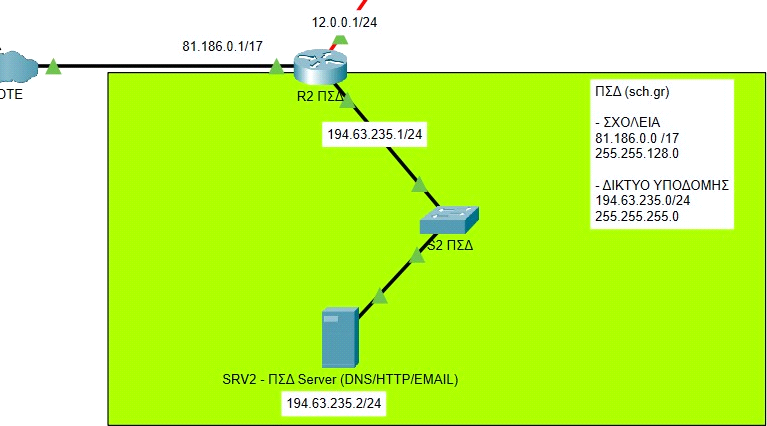 12.0.0.1/24
81.186.0.1/17
OTE
R2 ΠΣΔ
194.63.235.1/24
ΠΣΔ (sch.gr)
- ΣΧΟΛΕΙΑ
81.186.0.0 /17
255.255.128.0
- ΔΙΚΤΥΟ ΥΠΟΔΟΜΗΣ
194.63.235.0/24
255.255.255.0
S2 ΠΣΔ
SRV2 - ΠΣΔ Server (DNS/HTTP/EMAIL)
194.63.235.2/24